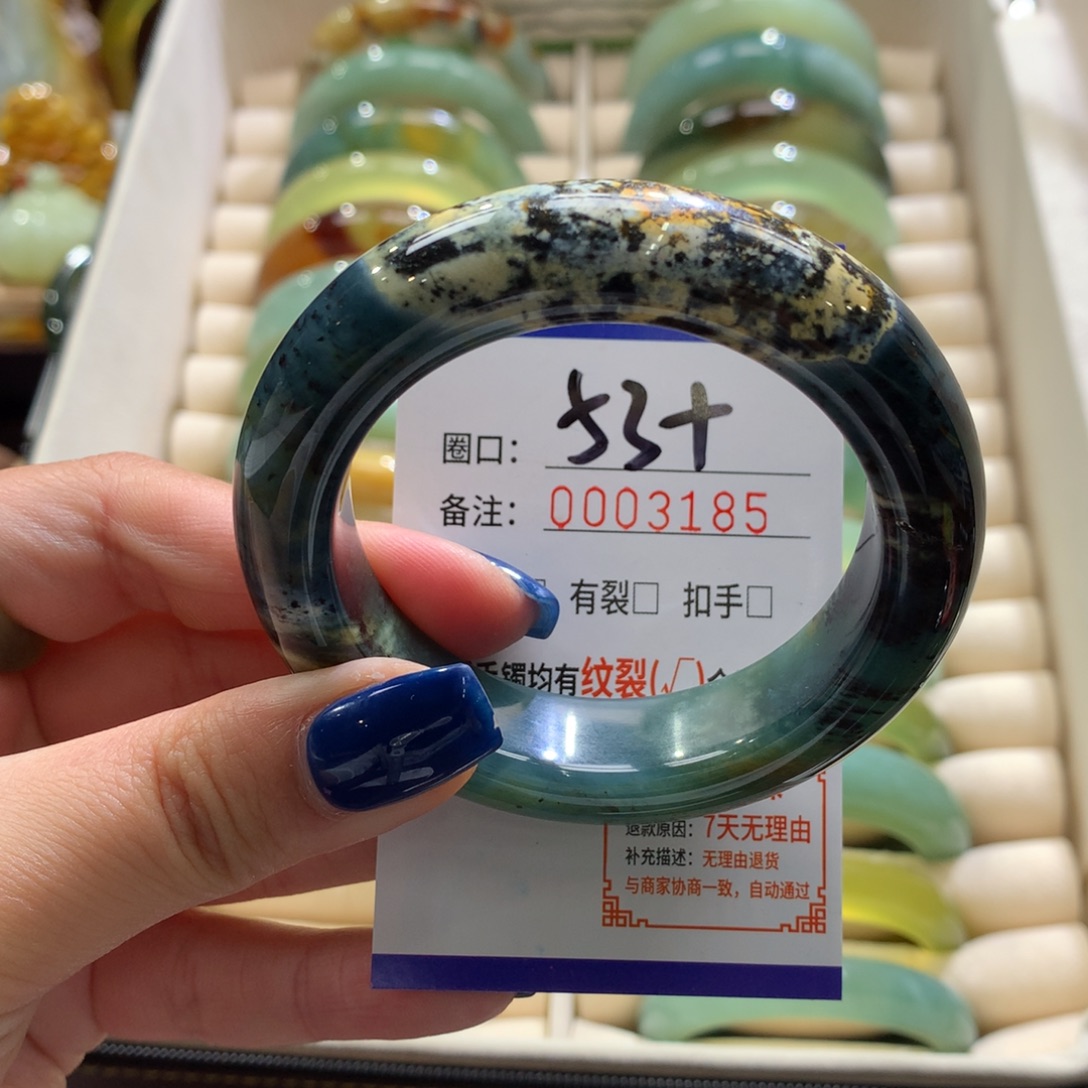 圈口: 53+
备注: 0003185
有裂□ 扣手□
手镯均有纹裂(√)
退款原因: 7天无理由
补充描述: 无理由退货
与商家协商一致，自动通过